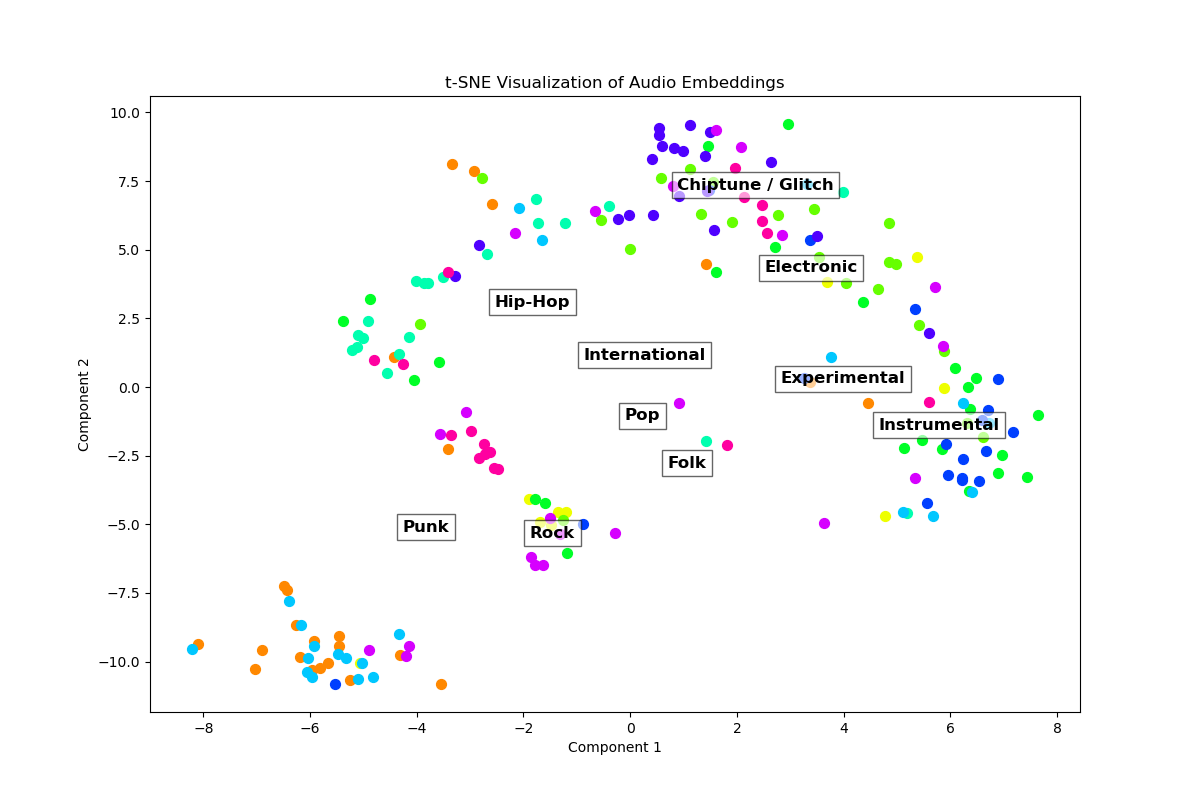 t-SNE Visualization of Audio Embeddings
10.0
7.5
5.0
2.5
0.0
−2.5
−5.0
−7.5
−10.0
Component 2
Chiptune / Glitch
Electronic
Hip-Hop
International
Experimental
Pop
Instrumental
Folk
Punk
Rock
−8 −6 −4 −2 0 2 4 6 8
Component 1